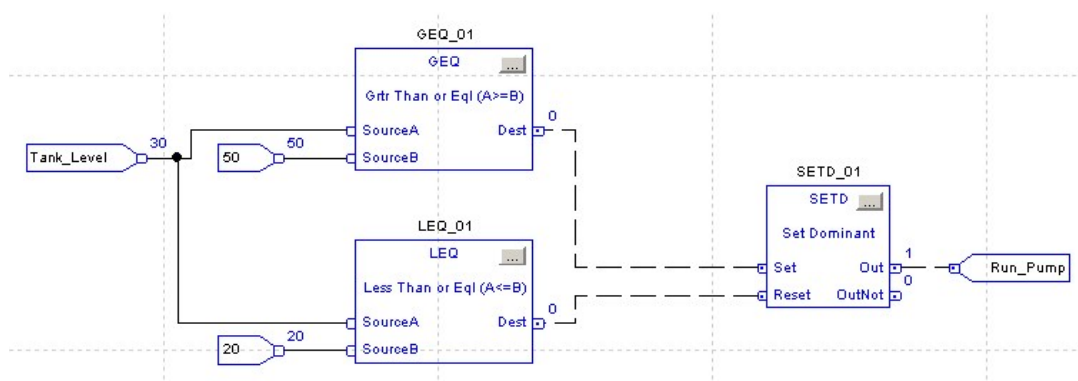 GEQ_01
GEQ
...
Grtr Than or Eql (A>=B)
0
30
SourceA
Dest
50
Tank_Level
50
SourceB
SETD_01
SETD
...
LEQ_01
LEQ
...
Set Dominant
1
Set
Out
Run_Pump
Less Than or Eql (A<=B)
0
0
Reset
OutNot
SourceA
Dest
20
20
SourceB